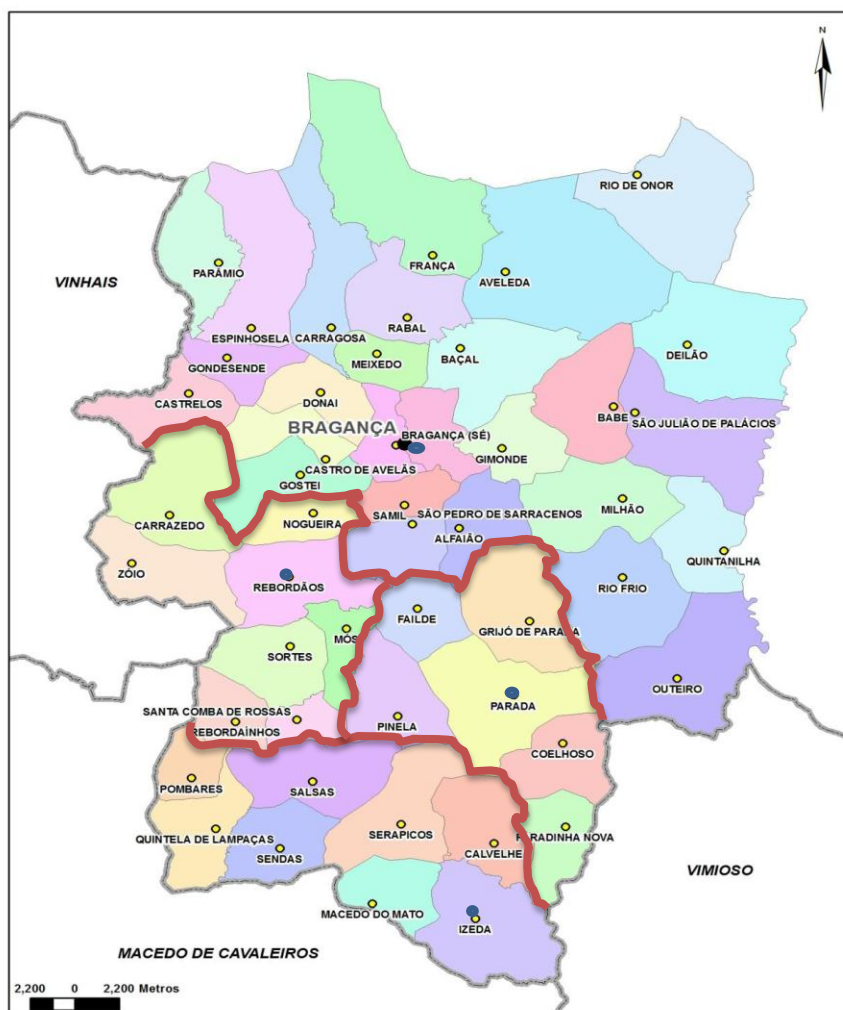 N
RIO DE ONOR
FRANÇA
PARÂMIO
AVELEDA
VINHAIS
RABAL
ESPINHOSELA
CARRAGOSA
BAÇAL
DEILÃO
GONDESENDE
MEIXEDO
CASTRELOS
DONAI
BABE
SÃO JULIÃO DE PALÁCIOS
BRAGANÇA
BRAGANÇA (SÉ)
GIMONDE
CASTRO DE AVELÃS
GOSTEI
MILHÃO
SAMIL
SÃO PEDRO DE SARRACENOS
CARRAZEDO
NOGUEIRA
ALFAIÃO
QUINTANILHA
ZÓIO
REBORDÃOS
RIO FRIO
FAILDE
GRIJÓ DE PARADA
MÓS
SORTES
OUTEIRO
SANTA COMBA DE ROSSAS
PARADA
REBORDAÍNHOS
PINELA
COELHOSO
POMBARES
SALSAS
QUINTELA DE LAMPAÇAS
SERAPICOS
PARADINHA NOVA
SENDAS
CALVELHE
VIMIOSO
MACEDO DO MATO
IZEDA
MACEDO DE CAVALEIROS
2,200 0 2,200 Metros